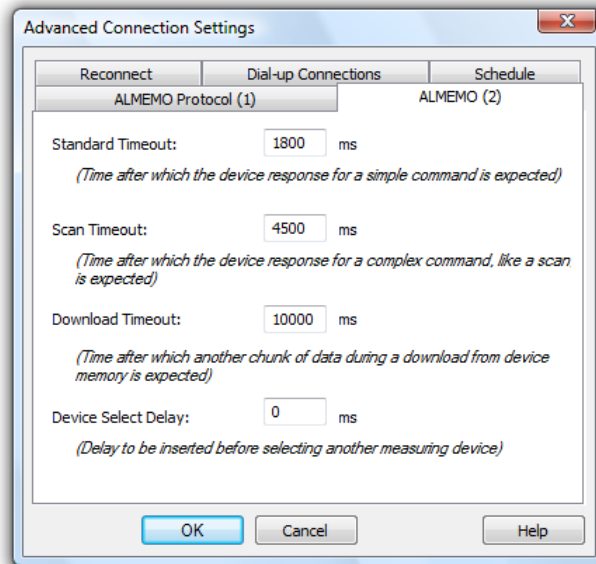 Advanced Connection Settings
Reconnect
Dial-up Connections
Schedule
ALMEMO Protocol (1)
ALMEMO (2)
Standard Timeout:
1800
ms
(Time after which the device response for a simple command is expected)
Scan Timeout:
4500
ms
(Time after which the device response for a complex command, like a scan,
is expected)
Download Timeout:
10000
ms
(Time after which another chunk of data during a download from device
memory is expected)
Device Select Delay:
0
ms
(Delay to be inserted before selecting another measuring device)
OK
Cancel
Help